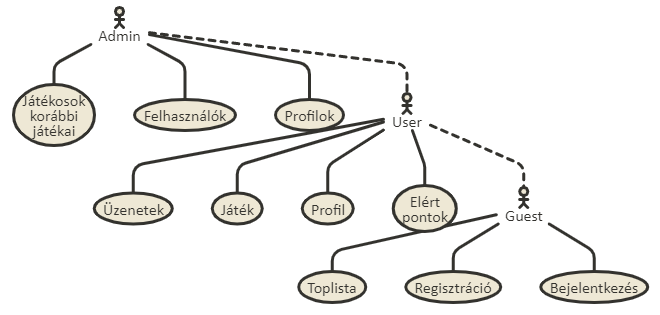 Admin
Játékosok
korábbi
játékai
Felhasználók
Profilok
User
Üzenetek
Játék
Profil
Elért
pontok
Guest
Toplista
Regisztráció
Bejelentkezés